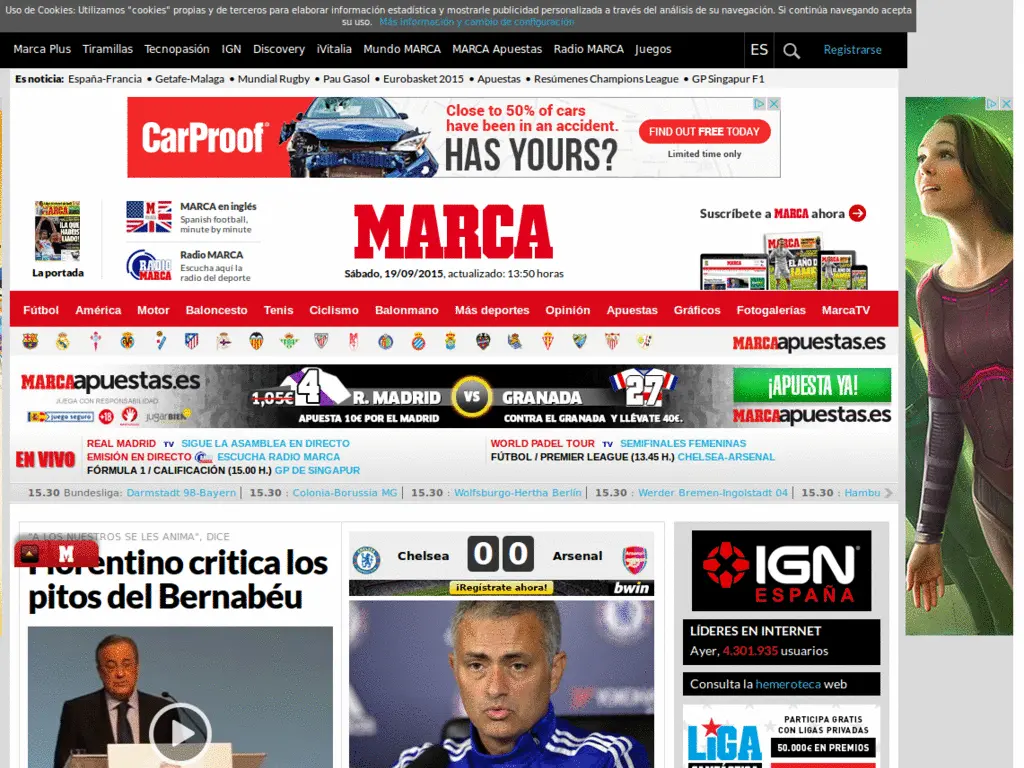 Uso de Cookies: Utilizamos "cookies" propias y de terceros para elaborar información estadística y mostrarle publicidad personalizada a través del análisis de su navegación. Si continúa navegando acepta
su uso. Más información y cambio de configuración
Marca Plus Tiramillas Tecnopasión IGN Discovery iVitalia Mundo MARCA MARCA Apuestas Radio MARCA Juegos ES Registrarse
Es noticia: España-Francia • Getafe-Malaga • Mundial Rugby • Pau Gasol • Eurobasket 2015 • Apuestas • Resúmenes Champions League • GP Singapur F1
CarProof
Close to 50% of cars
have been in an accident.
HAS YOURS?
FIND OUT FREE TODAY
Limited time only
La portada
MARCA en inglés
Spanish football,
minute by minute
RADIO MARCA
Radio MARCA
Escucha aquí la
radio del deporte
MARCA
Sábado, 19/09/2015, actualizado: 13:50 horas
Suscríbete a MARCA ahora
Fútbol América Motor Baloncesto Tenis Ciclismo Balonmano Más deportes Opinión Apuestas Gráficos Fotogalerías MarcaTV
MARCAapuestas.es
MARCAapuestas.es
JUEGA CON RESPONSABILIDAD
juego seguro +18 jugarBIEN
1,05€ 4 R. MADRID VS GRANADA 27
APUESTA 10€ POR EL MADRID CONTRA EL GRANADA Y LLÉVATE 40€.
¡APUESTA YA!
MARCAapuestas.es
EN VIVO
REAL MADRID TV SIGUE LA ASAMBLEA EN DIRECTO
EMISIÓN EN DIRECTO ESCUCHA RADIO MARCA
FÓRMULA 1 / CALIFICACIÓN (15.00 H.) GP DE SINGAPUR
WORLD PADEL TOUR TV SEMIFINALES FEMENINAS
FÚTBOL / PREMIER LEAGUE (13.45 H.) CHELSEA-ARSENAL
15.30 Bundesliga: Darmstadt 98-Bayern | 15.30 : Colonia-Borussia MG | 15.30 : Wolfsburgo-Hertha Berlín | 15.30 : Werder Bremen-Ingolstadt 04 | 15.30 : Hambu
"A LOS NUESTROS SE LES ANIMA", DICE
M
Florentino critica los
pitos del Bernabéu
Chelsea 0 0 Arsenal
¡Regístrate ahora! bwin
IGN
ESPAÑA
LÍDERES EN INTERNET
Ayer, 4.301.935 usuarios
Consulta la hemeroteca web
LIGA
PARTICIPA GRATIS
CON LIGAS PRIVADAS
50.000€ EN PREMIOS